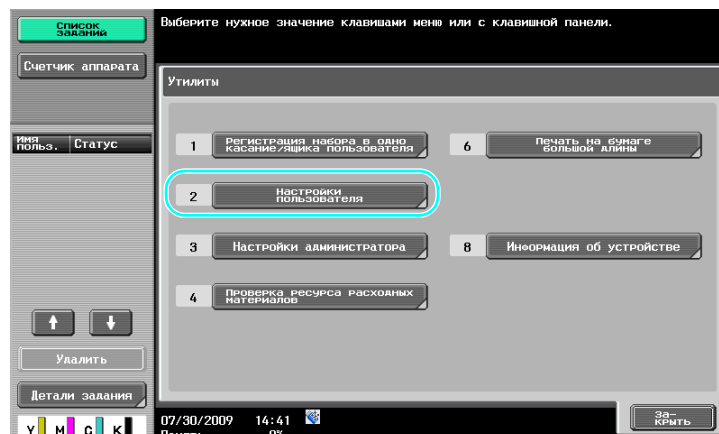 Список
заданий
Выберите нужное значение клавишами меню или с клавишной панели.
Счетчик аппарата
Утилиты
Имя
польз.
Статус
1 Регистрация набора в одно
касание/ящика пользователя
6 Печать на бумаге
большой длины
2 Настройки
пользователя
3 Настройки администратора
8 Информация об устройстве
4 Проверка ресурса расходных
материалов
Удалить
Детали задания
За-
крыть
07/30/2009 14:41
Y M C K
Память 0%